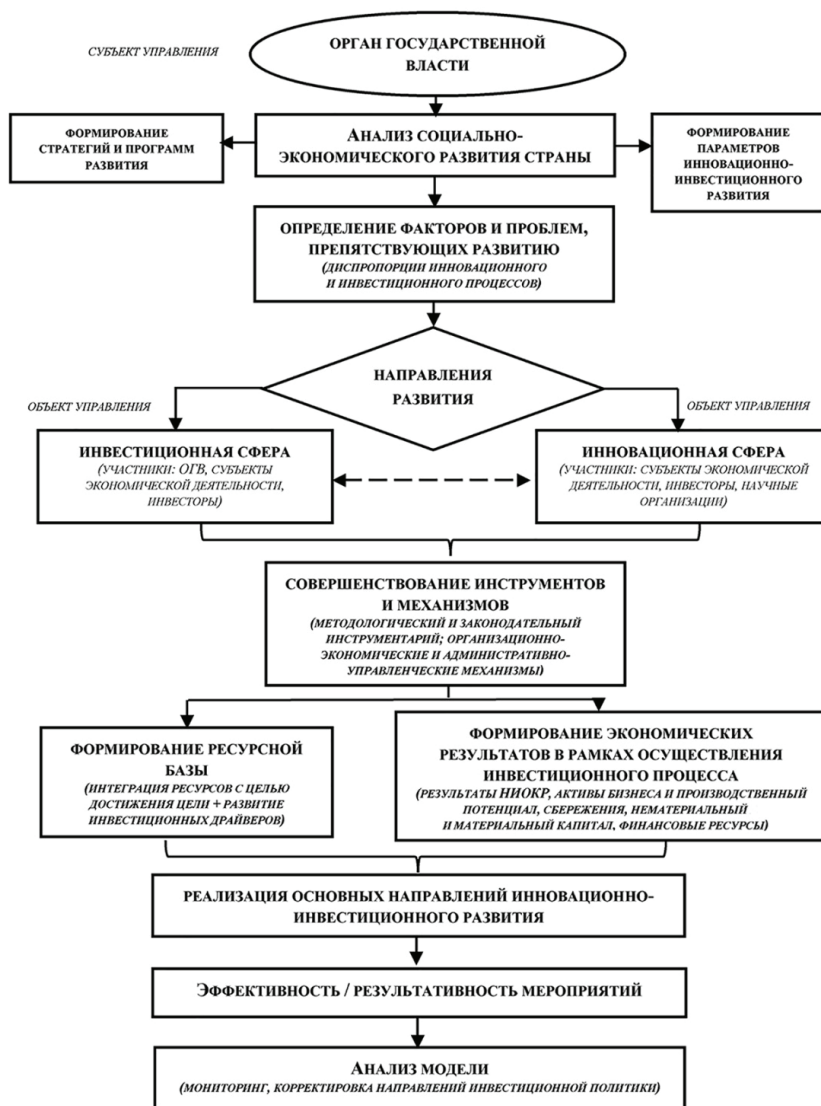 СУБЪЕКТ УПРАВЛЕНИЯ
ОРГАН ГОСУДАРСТВЕННОЙ
ВЛАСТИ
ФОРМИРОВАНИЕ
СТРАТЕГИЙ И ПРОГРАММ
РАЗВИТИЯ
АНАЛИЗ СОЦИАЛЬНО-
ЭКОНОМИЧЕСКОГО РАЗВИТИЯ СТРАНЫ
ФОРМИРОВАНИЕ
ПАРАМЕТРОВ
ИННОВАЦИОННО-
ИНВЕСТИЦИОННОГО
РАЗВИТИЯ
ОПРЕДЕЛЕНИЕ ФАКТОРОВ И ПРОБЛЕМ,
ПРЕПЯТСТВУЮЩИХ РАЗВИТИЮ
(ДИСПРОПОРЦИИ ИННОВАЦИОННОГО
И ИНВЕСТИЦИОННОГО ПРОЦЕССОВ)
НАПРАВЛЕНИЯ
РАЗВИТИЯ
ОБЪЕКТ УПРАВЛЕНИЯ
ОБЪЕКТ УПРАВЛЕНИЯ
ИНВЕСТИЦИОННАЯ СФЕРА
(УЧАСТНИКИ: ОГВ, СУБЪЕКТЫ
ЭКОНОМИЧЕСКОЙ ДЕЯТЕЛЬНОСТИ,
ИНВЕСТОРЫ)
ИННОВАЦИОННАЯ СФЕРА
(УЧАСТНИКИ: СУБЪЕКТЫ ЭКОНОМИЧЕСКОЙ
ДЕЯТЕЛЬНОСТИ, ИНВЕСТОРЫ, НАУЧНЫЕ
ОРГАНИЗАЦИИ)
СОВЕРШЕНСТВОВАНИЕ ИНСТРУМЕНТОВ
И МЕХАНИЗМОВ
(МЕТОДОЛОГИЧЕСКИЙ И ЗАКОНОДАТЕЛЬНЫЙ
ИНСТРУМЕНТАРИЙ; ОРГАНИЗАЦИОННО-
ЭКОНОМИЧЕСКИЕ И АДМИНИСТРАТИВНО-
УПРАВЛЕНЧЕСКИЕ МЕХАНИЗМЫ)
ФОРМИРОВАНИЕ РЕСУРСНОЙ
БАЗЫ
(ИНТЕГРАЦИЯ РЕСУРСОВ С ЦЕЛЬЮ
ДОСТИЖЕНИЯ ЦЕЛИ + РАЗВИТИЕ
ИНВЕСТИЦИОННЫХ ДРАЙВЕРОВ)
ФОРМИРОВАНИЕ ЭКОНОМИЧЕСКИХ
РЕЗУЛЬТАТОВ В РАМКАХ ОСУЩЕСТВЛЕНИЯ
ИНВЕСТИЦИОННОГО ПРОЦЕССА
(РЕЗУЛЬТАТЫ НИОКР, АКТИВЫ БИЗНЕСА И ПРОИЗВОДСТВЕННЫЙ
ПОТЕНЦИАЛ, СБЕРЕЖЕНИЯ, НЕМАТЕРИАЛЬНЫЙ
И МАТЕРИАЛЬНЫЙ КАПИТАЛ, ФИНАНСОВЫЕ РЕСУРСЫ)
РЕАЛИЗАЦИЯ ОСНОВНЫХ НАПРАВЛЕНИЙ ИННОВАЦИОННО-
ИНВЕСТИЦИОННОГО РАЗВИТИЯ
ЭФФЕКТИВНОСТЬ / РЕЗУЛЬТАТИВНОСТЬ МЕРОПРИЯТИЙ
АНАЛИЗ МОДЕЛИ
(МОНИТОРИНГ, КОРРЕКТИРОВКА НАПРАВЛЕНИЙ ИНВЕСТИЦИОННОЙ ПОЛИТИКИ)